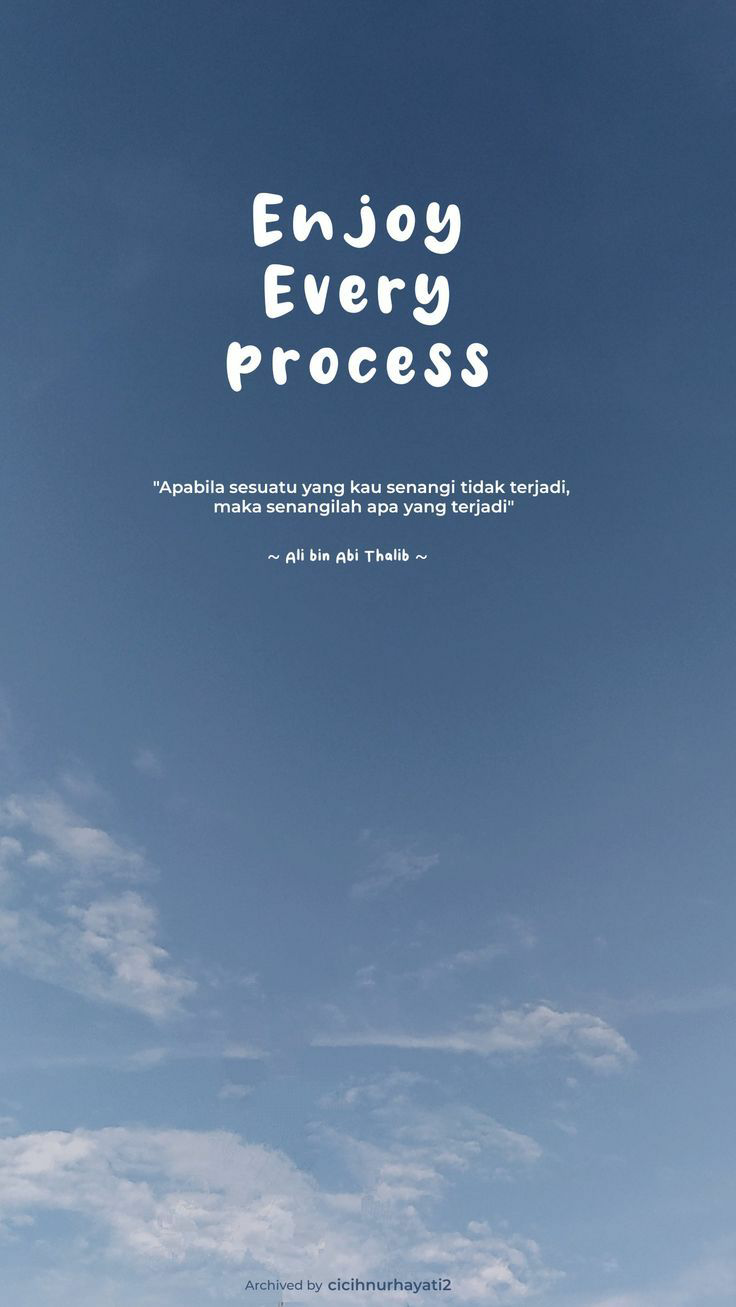 Enjoy
Every
process
"Apabila sesuatu yang kau senangi tidak terjadi,
maka senangilah apa yang terjadi"
~ Ali bin Abi Thalib ~
Archived by cicihnurhayati2